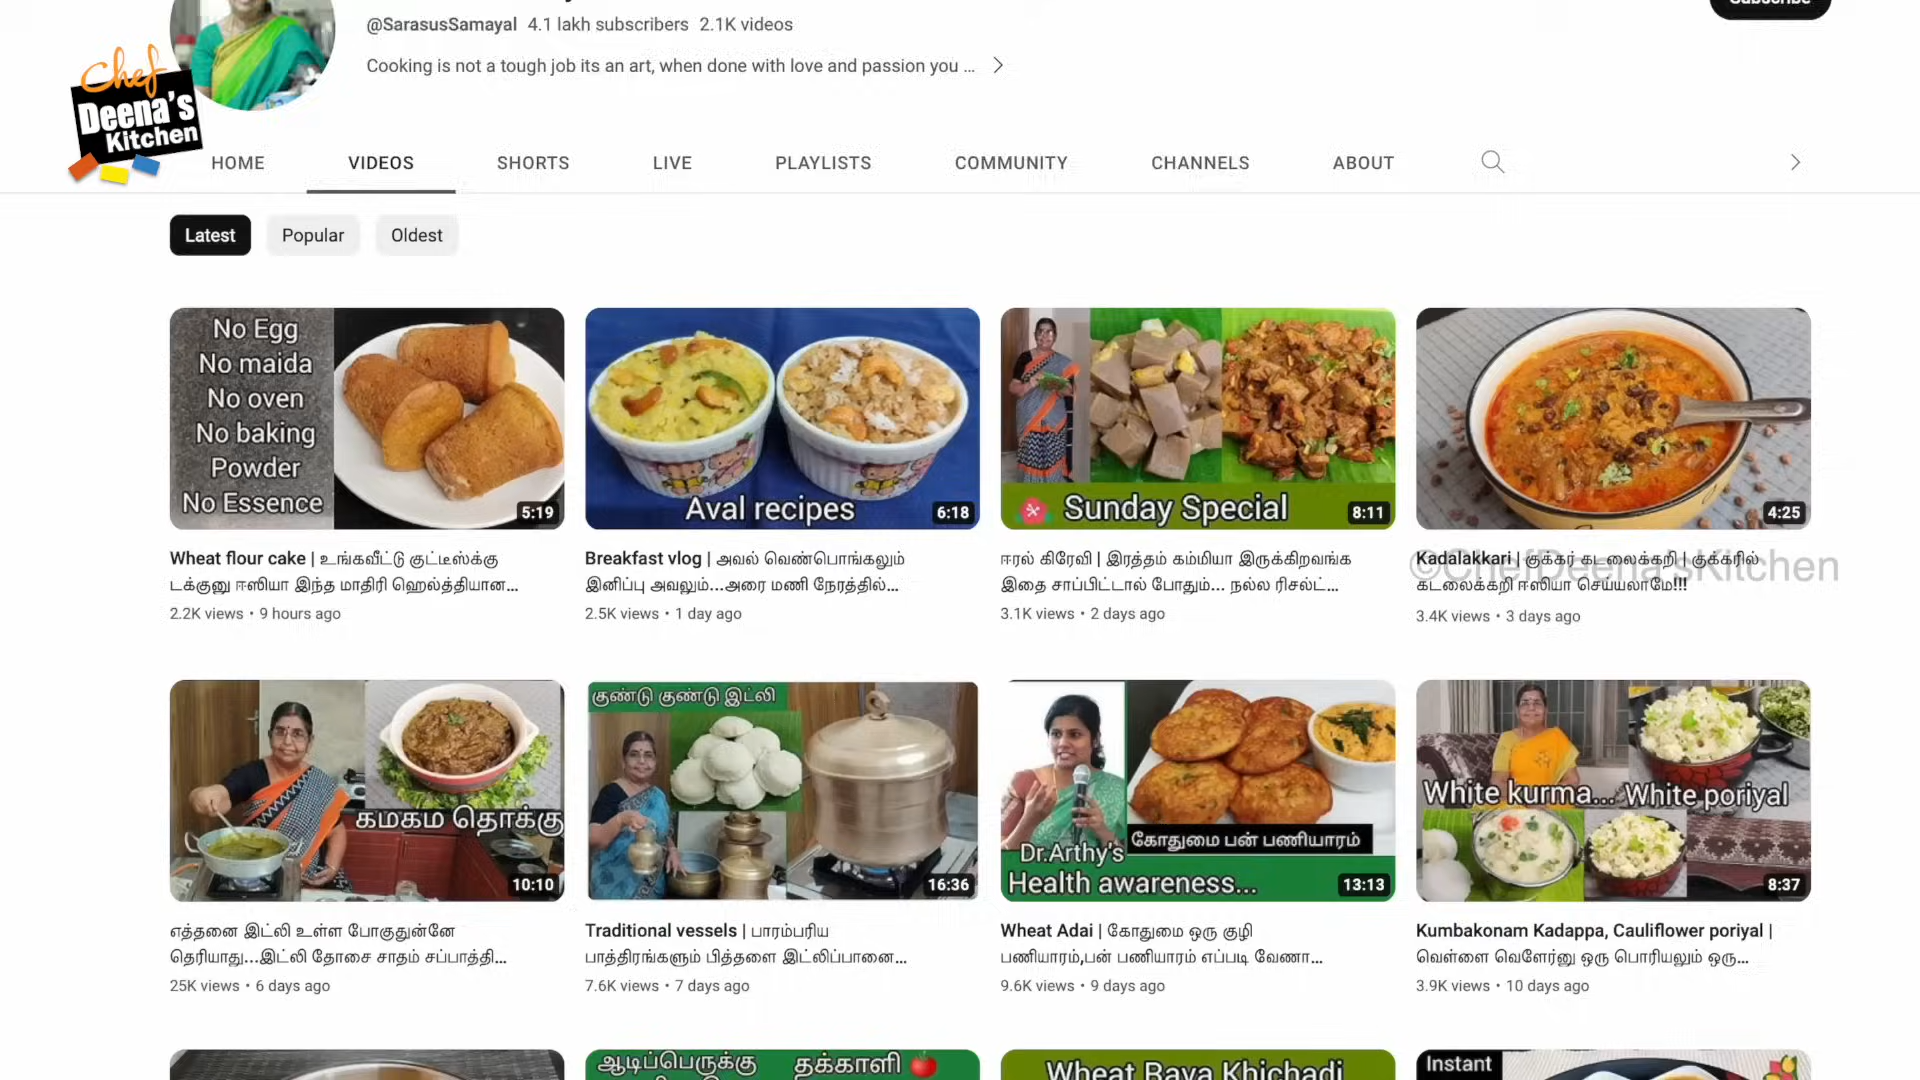 @SarasusSamayal 4.1 lakh subscribers 2.1K videos
Cooking is not a tough job its an art, when done with love and passion you ...
Chef
Deena's
Kitchen
HOME VIDEOS SHORTS LIVE PLAYLISTS COMMUNITY CHANNELS ABOUT
Latest Popular Oldest
No Egg
No maida
No oven
No baking
Powder
No Essence
5:19
Aval recipes
6:18
Sunday Special
8:11
4:25
Wheat flour cake | உங்கவீட்டு குட்டீஸ்க்கு
டக்குனு ஈஸியா இந்த மாதிரி ஹெல்த்தியான...
2.2K views • 9 hours ago
Breakfast vlog | அவல் வெண்பொங்கலும்
இனிப்பு அவலும்...அரை மணி நேரத்தில்...
2.5K views • 1 day ago
ஈரல் கிரேவி | இரத்தம் கம்மியா இருக்கிறவங்க
இதை சாப்பிட்டால் போதும்... நல்ல ரிசல்ட்...
3.1K views • 2 days ago
Kadalakkari | குக்கர் கடலைக்கறி | குக்கரில்
கடலைக்கறி ஈஸியா செய்யலாமே!!!
3.4K views • 3 days ago
©ChefDeena'sKitchen
கமகம தொக்கு
10:10
குண்டு குண்டு இட்லி
16:36
Dr.Arthy's
Health awareness...
கோதுமை பன் பணியாரம்
13:13
White kurma... White poriyal
8:37
எத்தனை இட்லி உள்ள போகுதுன்னே
தெரியாது...இட்லி தோசை சாதம் சப்பாத்தி...
25K views • 6 days ago
Traditional vessels | பாரம்பரிய
பாத்திரங்களும் பித்தளை இட்லிப்பானை...
7.6K views • 7 days ago
Wheat Adai | கோதுமை ஒரு குழி
பணியாரம்,பன் பணியாரம் எப்படி வேணா...
9.6K views • 9 days ago
Kumbakonam Kadappa, Cauliflower poriyal |
வெள்ளை வெளேர்னு ஒரு பொரியலும் ஒரு...
3.9K views • 10 days ago
ஆடிப்பெருக்கு தக்காளி
Wheat Rava Khichadi
Instant